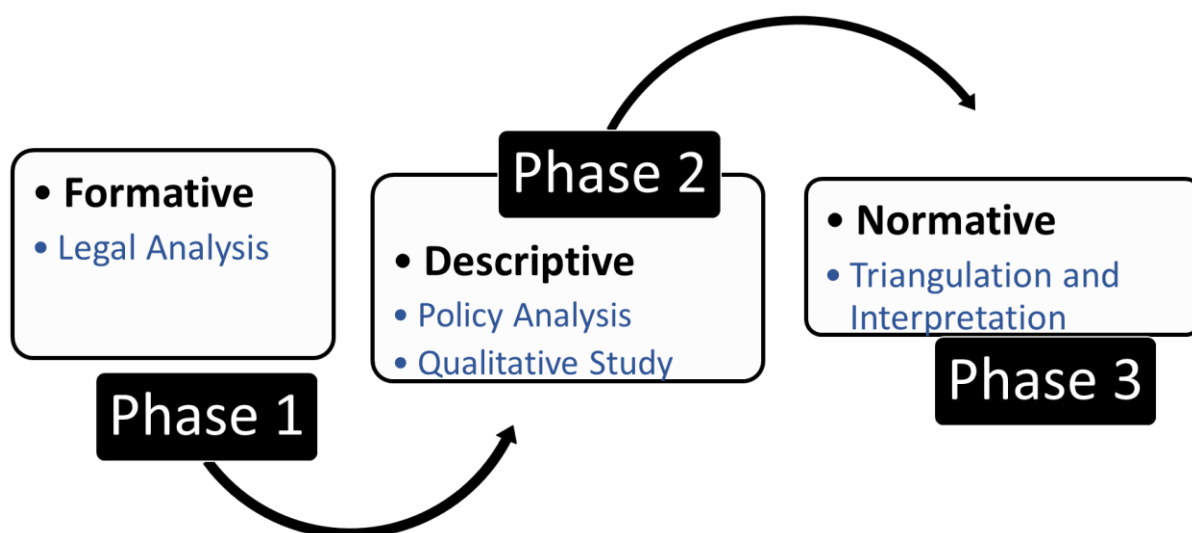 • Formative
• Legal Analysis
Phase 1
Phase 2
• Descriptive
• Policy Analysis
• Qualitative Study
• Normative
• Triangulation and
Interpretation
Phase 3